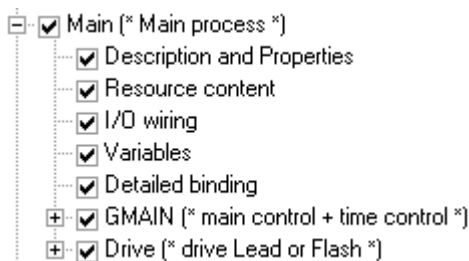 Main (* Main process *)
Description and Properties
Resource content
I/O wiring
Variables
Detailed binding
GMAIN (* main control + time control *)
Drive (* drive Lead or Flash *)